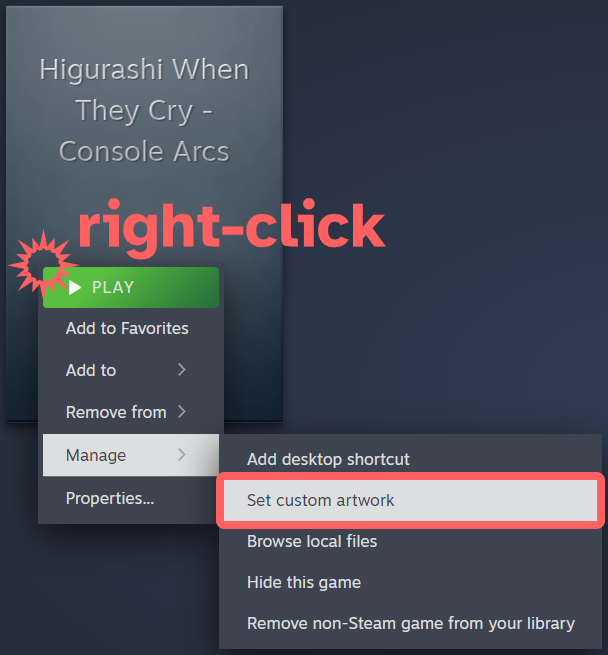 Higurashi When
They Cry -
Console Arcs
right-click
PLAY
Add to Favorites
Add to
Remove from
Manage
Properties...
Add desktop shortcut
Set custom artwork
Browse local files
Hide this game
Remove non-Steam game from your library